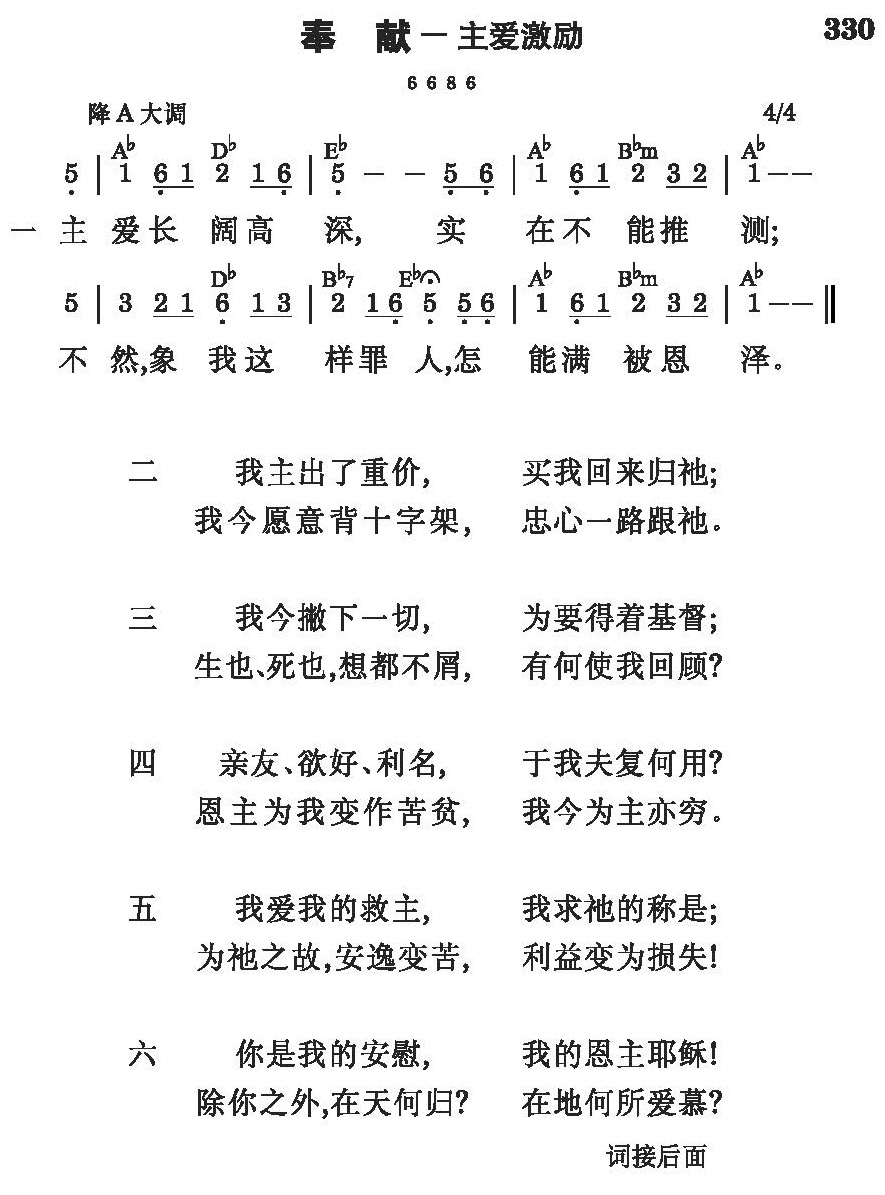 奉 献 － 主爱激励 330
6 6 8 6
降 A 大调 4/4
A♭ D♭ E♭ A♭ B♭m A♭
5 | 1 6 1 2 1 6 | 5 － － 5 6 | 1 6 1 2 3 2 | 1 － －
一 主 爱 长 阔 高 深, 实 在 不 能 推 测;
D♭ B♭7 E♭ A♭ B♭m A♭
5 | 3 2 1 6 1 3 | 2 1 6 5 5 6 | 1 6 1 2 3 2 | 1 － － ‖
不 然,象 我 这 样 罪 人,怎 能 满 被 恩 泽。
二 我主出了重价, 买我回来归祂;
我今愿意背十字架, 忠心一路跟祂。
三 我今撇下一切, 为要得着基督;
生也、死也,想都不屑, 有何使我回顾?
四 亲友、欲好、利名, 于我夫复何用?
恩主为我变作苦贫, 我今为主亦穷。
五 我爱我的救主, 我求祂的称是;
为祂之故,安逸变苦, 利益变为损失!
六 你是我的安慰, 我的恩主耶稣!
除你之外,在天何归? 在地何所爱慕?
词接后面